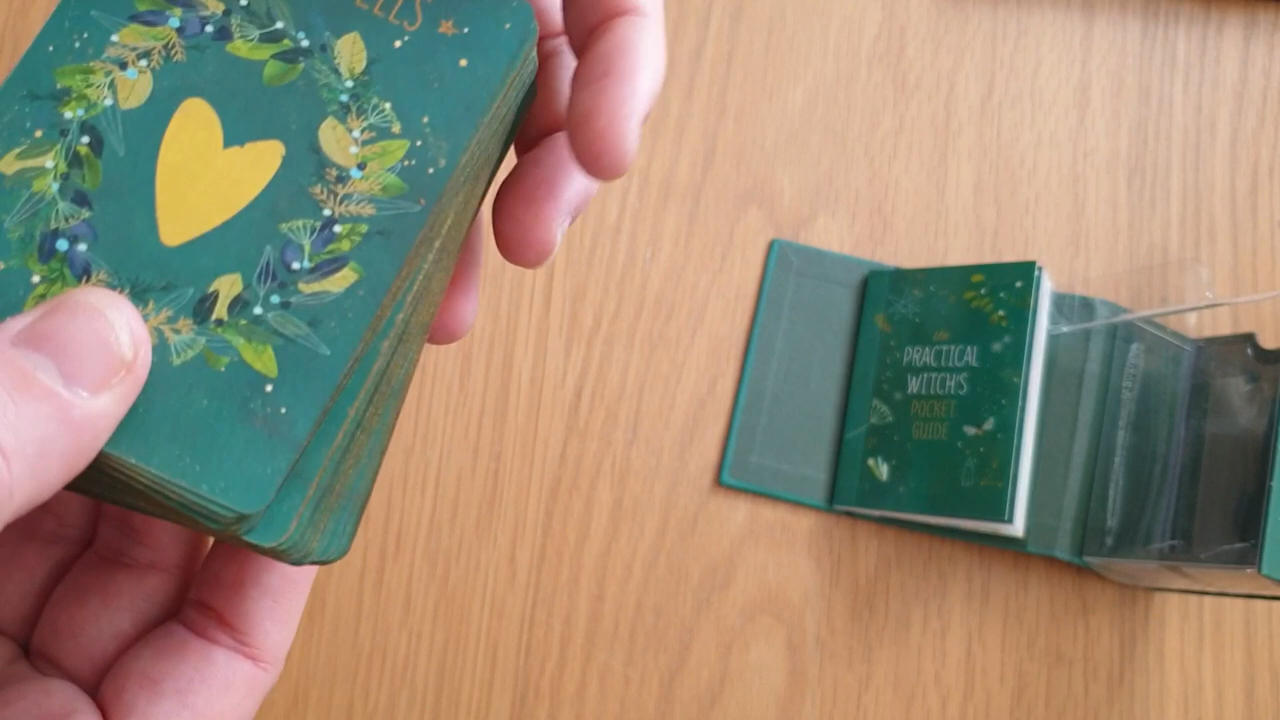 the
PRACTICAL
WITCH'S
POCKET
GUIDE